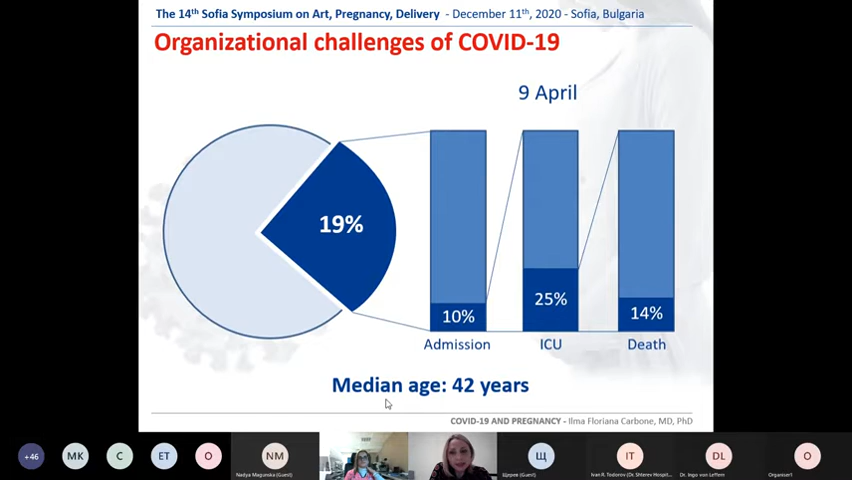 The 14th Sofia Symposium on Art, Pregnancy, Delivery - December 11th, 2020 - Sofia, Bulgaria
Organizational challenges of COVID-19
9 April
19%
10%
25%
14%
Admission
ICU
Death
Median age: 42 years
COVID-19 AND PREGNANCY - Ilma Floriana Carbone, MD, PhD
+46
MK
C
ET
O
NM
Щ
IT
DL
O
Nadya Magunska (Guest)
Щерев (Guest)
Ivan R. Todorov (Dr. Shterev Hospit...
Dr. Ingo von Leffern
Organiser1